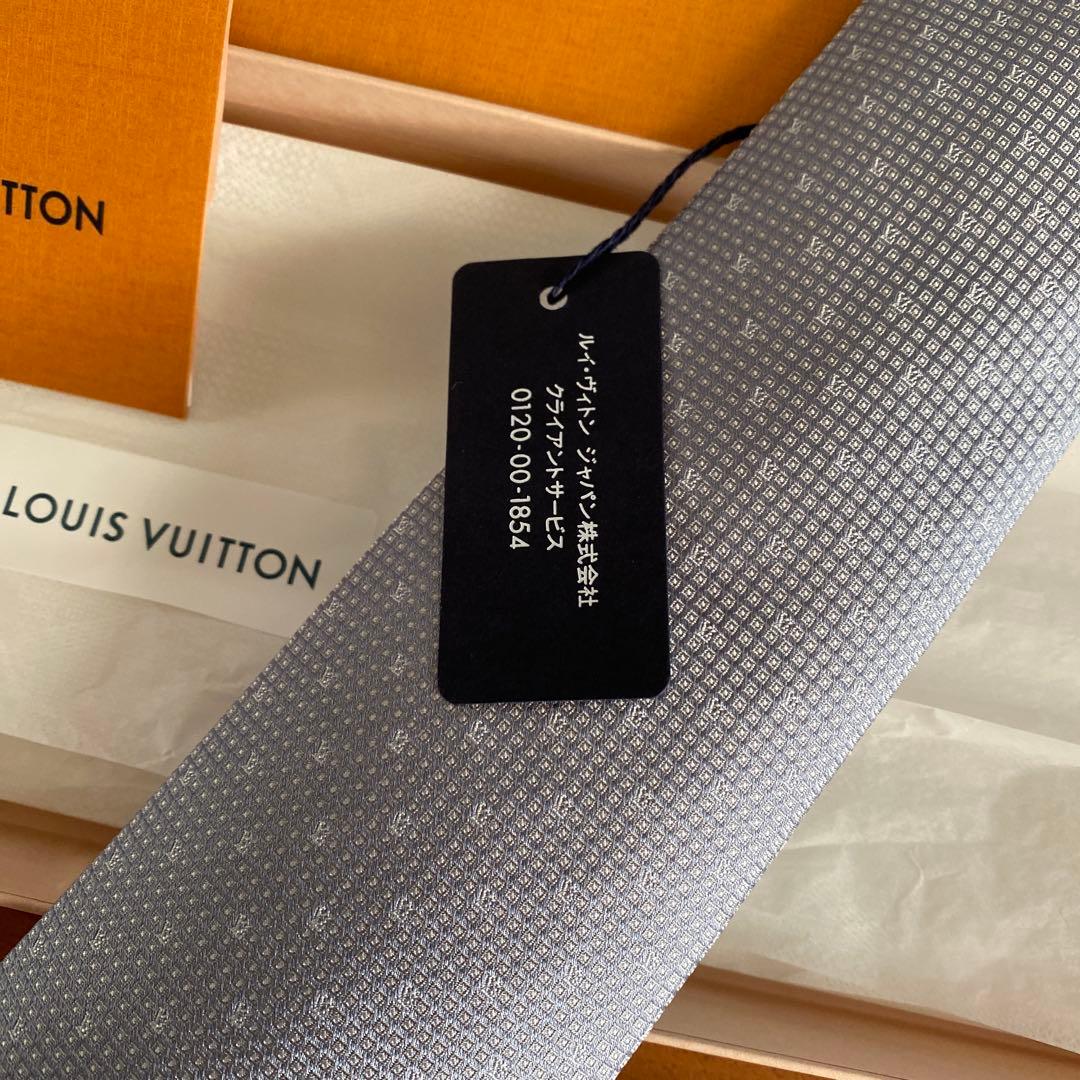 TTON
LOUIS VUITTON
ルイ・ヴィトン ジャパン株式会社
クライアントサービス
0120-00-1854